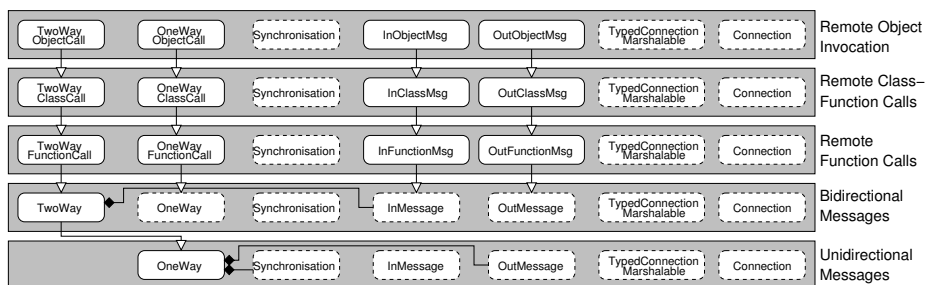 TwoWay
ObjectCall
OneWay
ObjectCall
Synchronisation
InObjectMsg
OutObjectMsg
TypedConnection
Marshalable
Connection
Remote Object
Invocation
TwoWay
ClassCall
OneWay
ClassCall
Synchronisation
InClassMsg
OutClassMsg
TypedConnection
Marshalable
Connection
Remote Class–
Function Calls
TwoWay
FunctionCall
OneWay
FunctionCall
Synchronisation
InFunctionMsg
OutFunctionMsg
TypedConnection
Marshalable
Connection
Remote
Function Calls
TwoWay
OneWay
Synchronisation
InMessage
OutMessage
TypedConnection
Marshalable
Connection
Bidirectional
Messages
OneWay
Synchronisation
InMessage
OutMessage
TypedConnection
Marshalable
Connection
Unidirectional
Messages